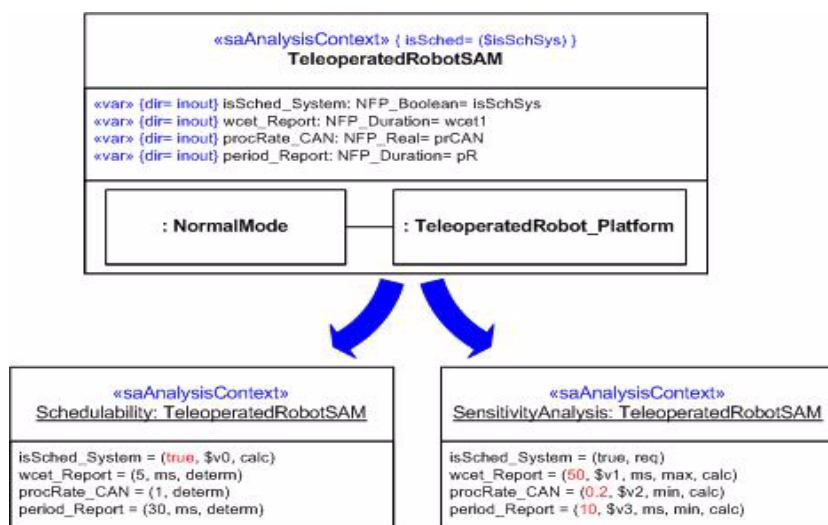 «saAnalysisContext» { isSched= ($isSchSys) }
TeleoperatedRobotSAM
«var» {dir= inout} isSched_System: NFP_Boolean= isSchSys
«var» {dir= inout} wcet_Report: NFP_Duration= wcet1
«var» {dir= inout} procRate_CAN: NFP_Real= prCAN
«var» {dir= inout} period_Report: NFP_Duration= pR
: NormalMode
: TeleoperatedRobot_Platform
«saAnalysisContext»
Schedulability: TeleoperatedRobotSAM
isSched_System = (true, $v0, calc)
wcet_Report = (5, ms, determ)
procRate_CAN = (1, determ)
period_Report = (30, ms, determ)
«saAnalysisContext»
SensitivityAnalysis: TeleoperatedRobotSAM
isSched_System = (true, req)
wcet_Report = (50, $v1, ms, max, calc)
procRate_CAN = (0.2, $v2, min, calc)
period_Report = (10, $v3, ms, min, calc)